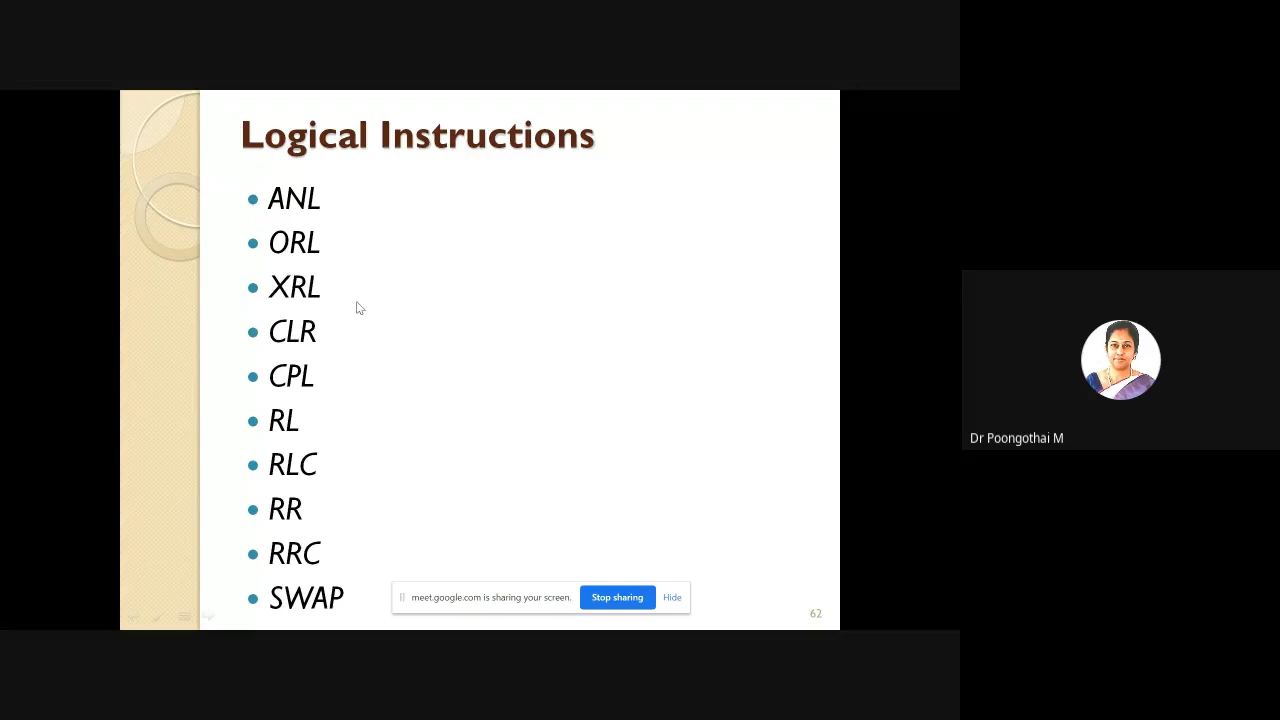 Logical Instructions
ANL
ORL
XRL
CLR
CPL
RL
RLC
RR
RRC
SWAP
meet.google.com is sharing your screen. Stop sharing Hide
62
Dr Poongothai M